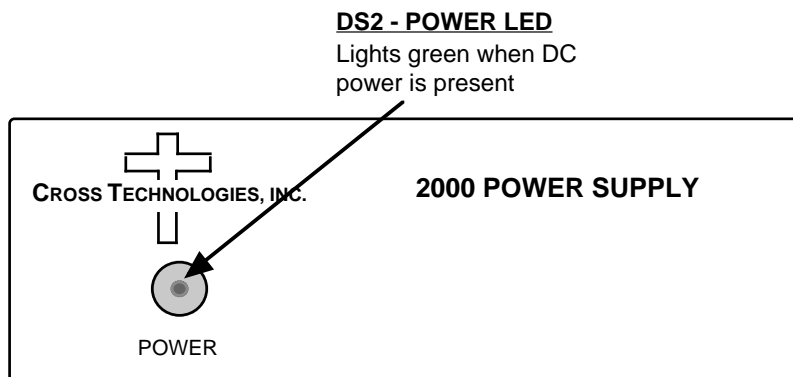 DS2 - POWER LED
Lights green when DC
power is present
CROSS TECHNOLOGIES, INC.
2000 POWER SUPPLY
POWER